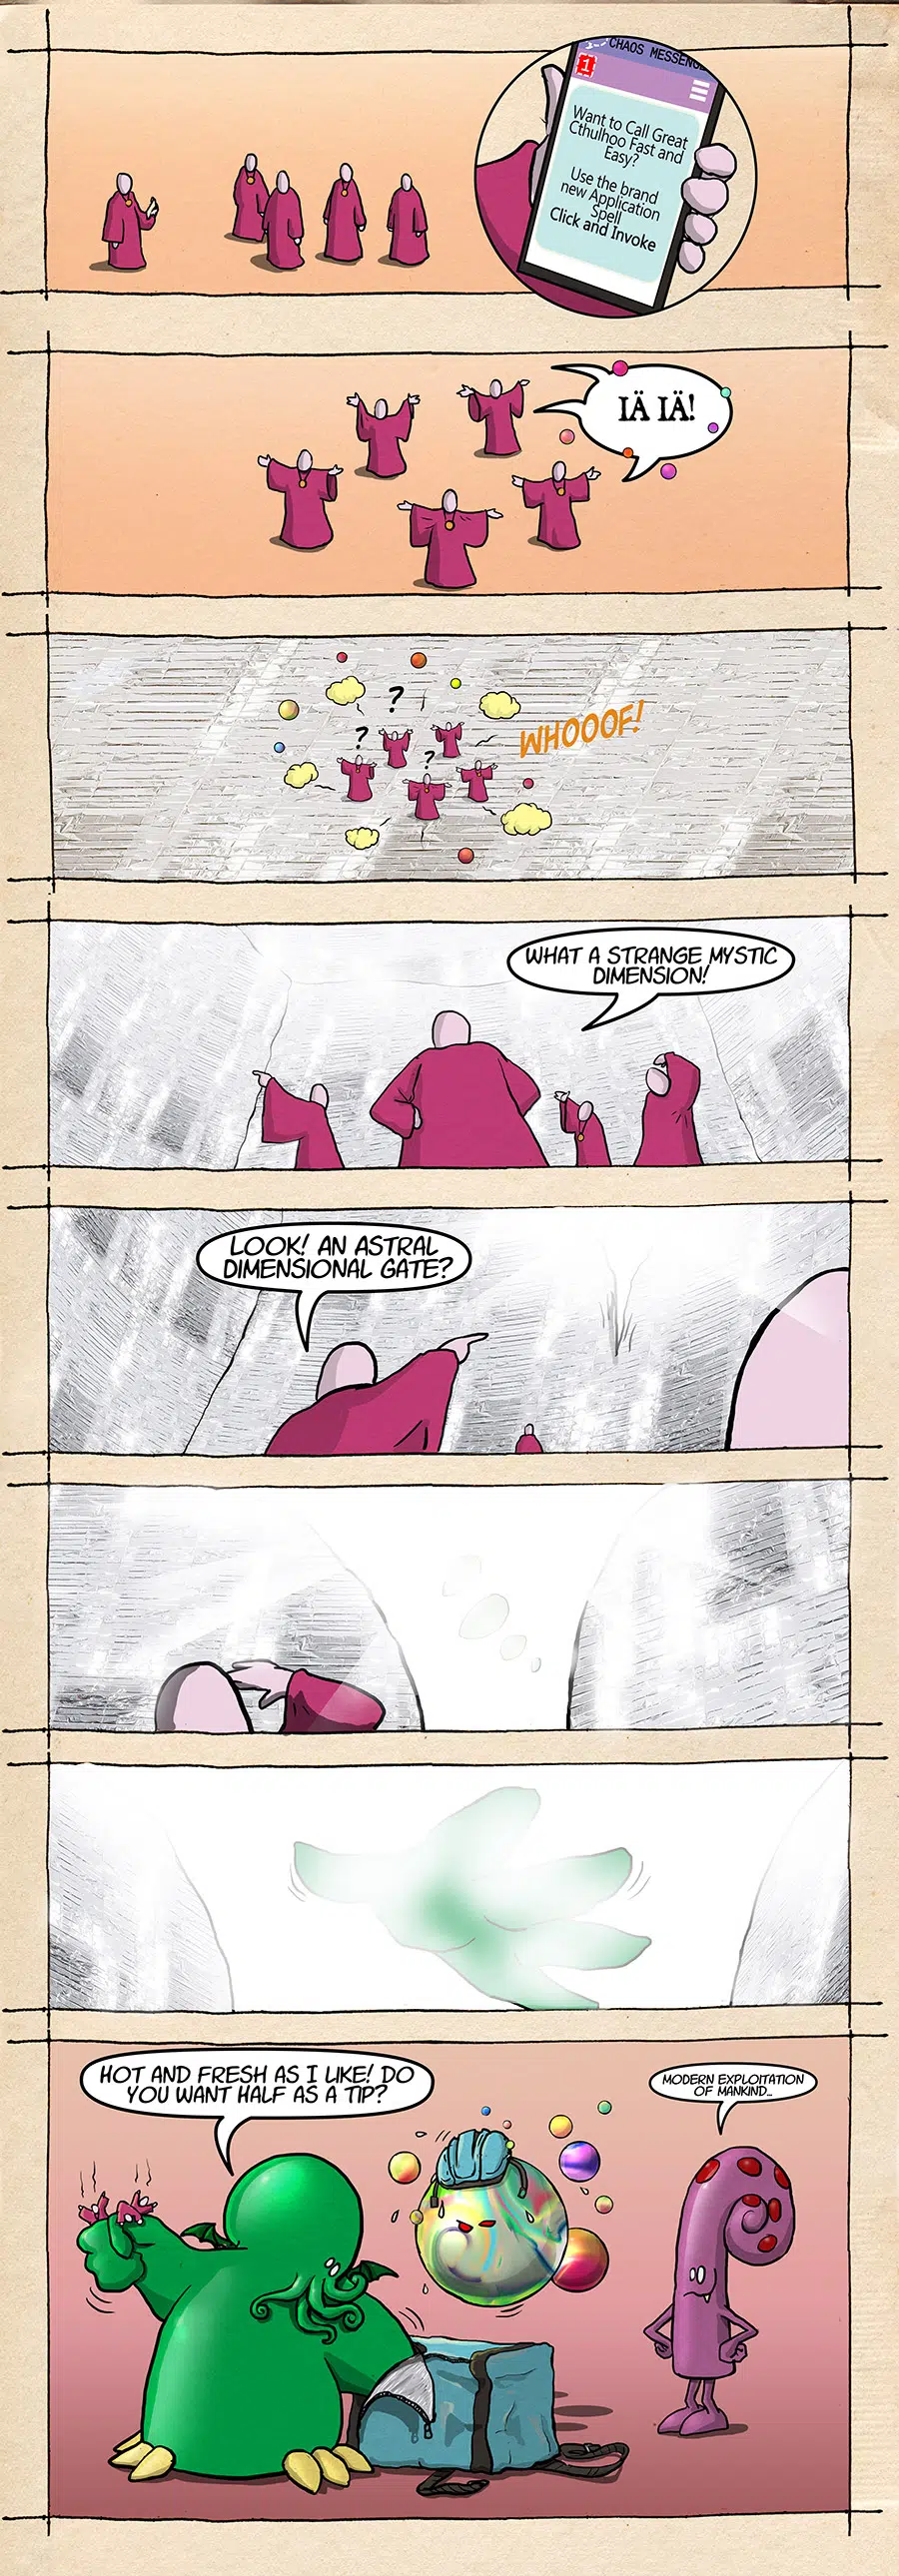 CHAOS MESSENG
1
Want to Call Great
Cthulhoo Fast and
Easy?
Use the brand
new Application
Spell
Click and Invoke
IÄ IÄ!
?
?
?
WHOOOF!
WHAT A STRANGE MYSTIC
DIMENSION!
LOOK! AN ASTRAL
DIMENSIONAL GATE?
HOT AND FRESH AS I LIKE! DO
YOU WANT HALF AS A TIP?
MODERN EXPLOITATION
OF MANKIND...